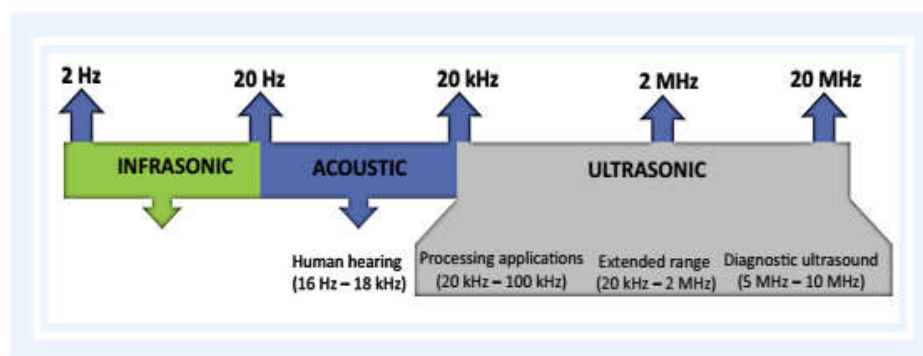 2 Hz 20 Hz 20 kHz 2 MHz 20 MHz
INFRASONIC ACOUSTIC ULTRASONIC
Human hearing Processing applications Extended range Diagnostic ultrasound
(16 Hz – 18 kHz) (20 kHz – 100 kHz) (20 kHz – 2 MHz) (5 MHz – 10 MHz)